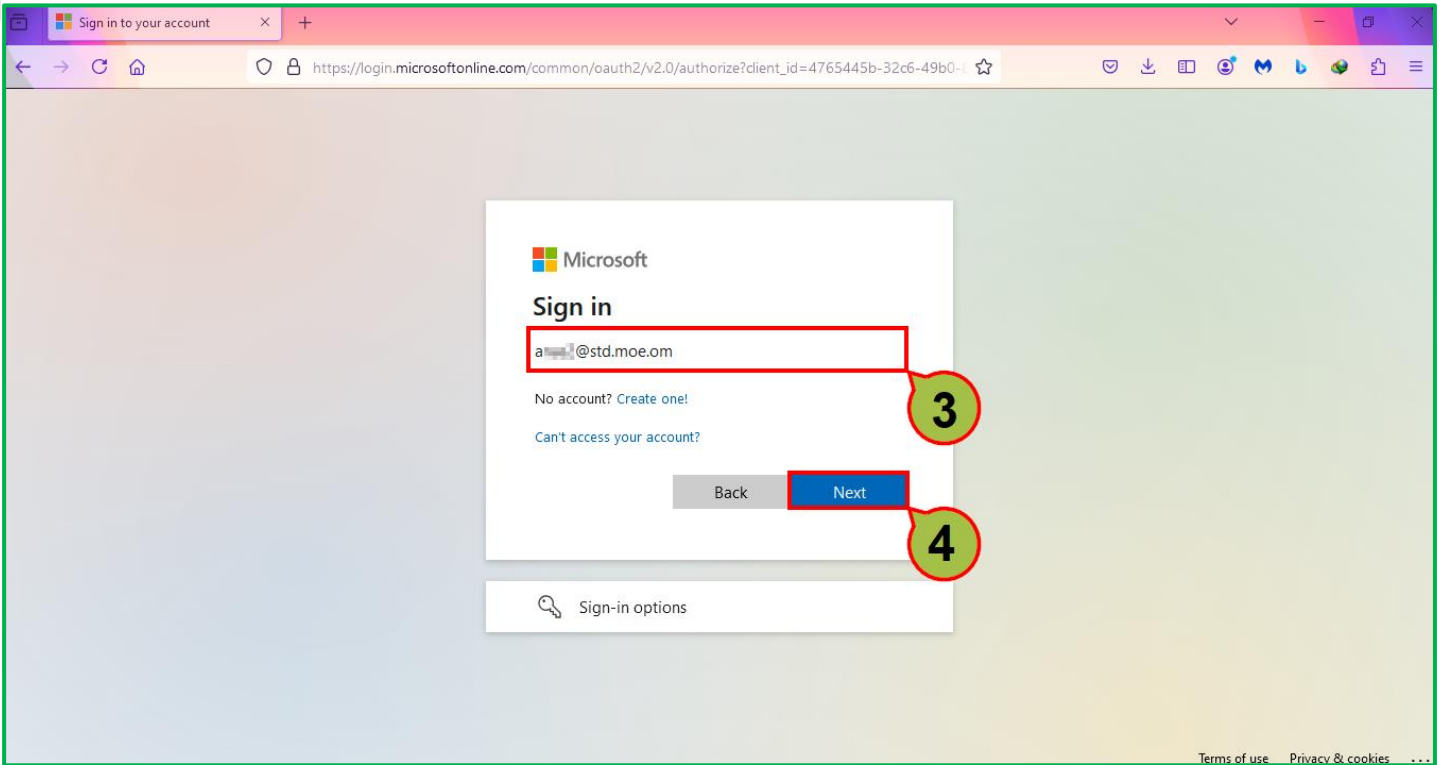 Sign in to your account
https://login.microsoftonline.com/common/oauth2/v2.0/authorize?client_id=4765445b-32c6-49b0-
Microsoft
Sign in
a @std.moe.om
No account? Create one!
3
Can't access your account?
Back Next
4
Sign-in options
Terms of use Privacy & cookies ...